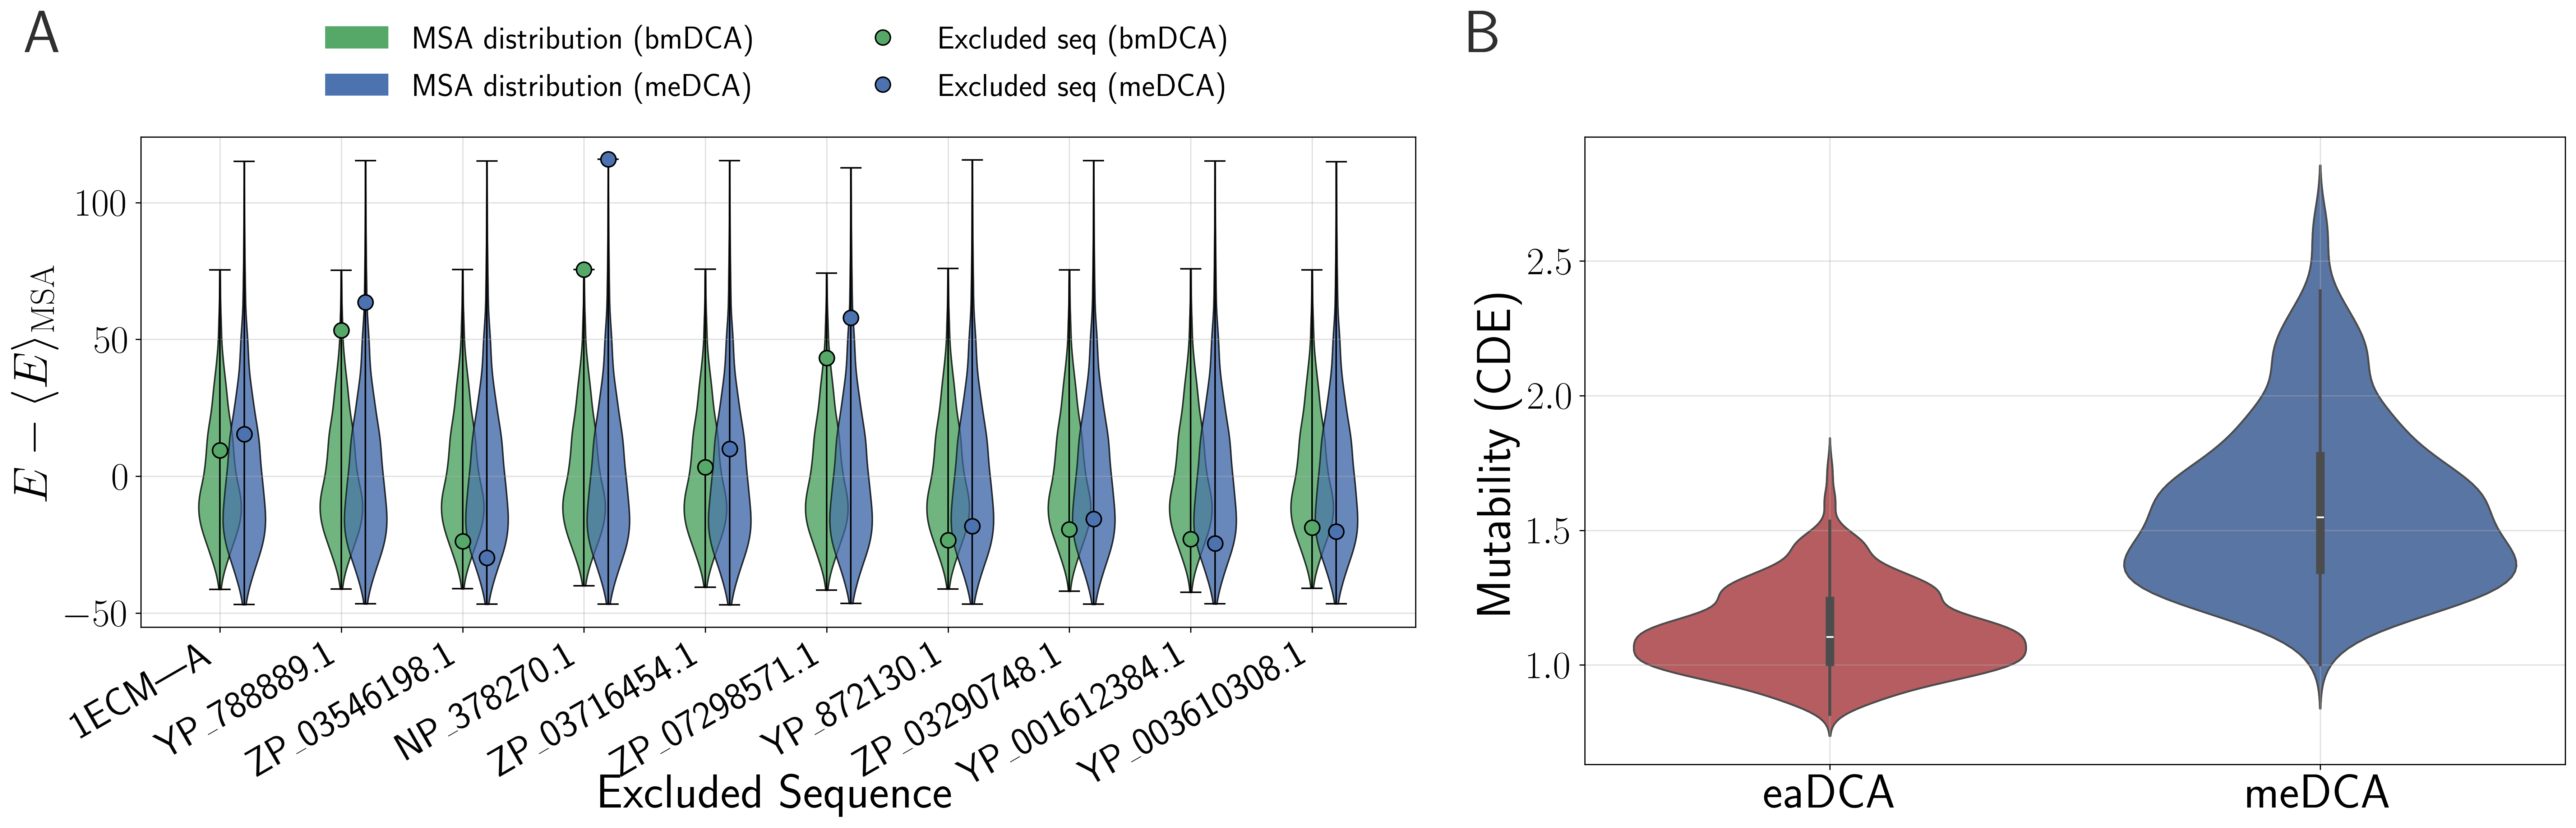 A
MSA distribution (bmDCA)
Excluded seq (bmDCA)
MSA distribution (meDCA)
Excluded seq (meDCA)
E − ⟨E⟩MSA
100
50
0
−50
1ECM—A
YP_788889.1
ZP_03546198.1
NP_378270.1
ZP_03716454.1
ZP_07298571.1
YP_872130.1
ZP_03290748.1
YP_001612384.1
YP_003610308.1
Excluded Sequence
B
Mutability (CDE)
2.5
2.0
1.5
1.0
eaDCA
meDCA